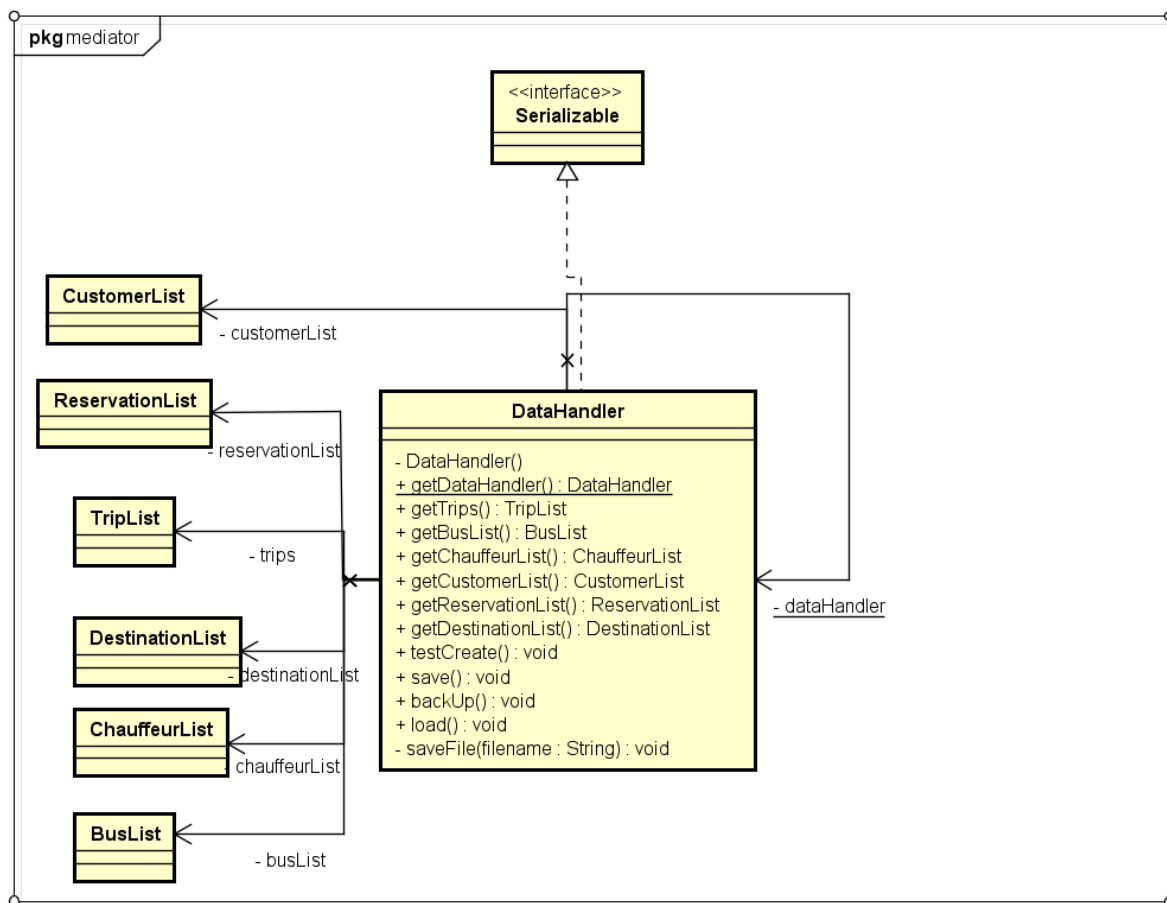 pkg mediator
<<interface>>
Serializable
CustomerList
- customerList
ReservationList
- reservationList
TripList
- trips
DestinationList
- destinationList
ChauffeurList
- chauffeurList
BusList
- busList
DataHandler
- DataHandler()
+ getDataHandler() : DataHandler
+ getTrips() : TripList
+ getBusList() : BusList
+ getChauffeurList() : ChauffeurList
+ getCustomerList() : CustomerList
+ getReservationList() : ReservationList
+ getDestinationList() : DestinationList
+ testCreate() : void
+ save() : void
+ backUp() : void
+ load() : void
- saveFile(filename : String) : void
- dataHandler